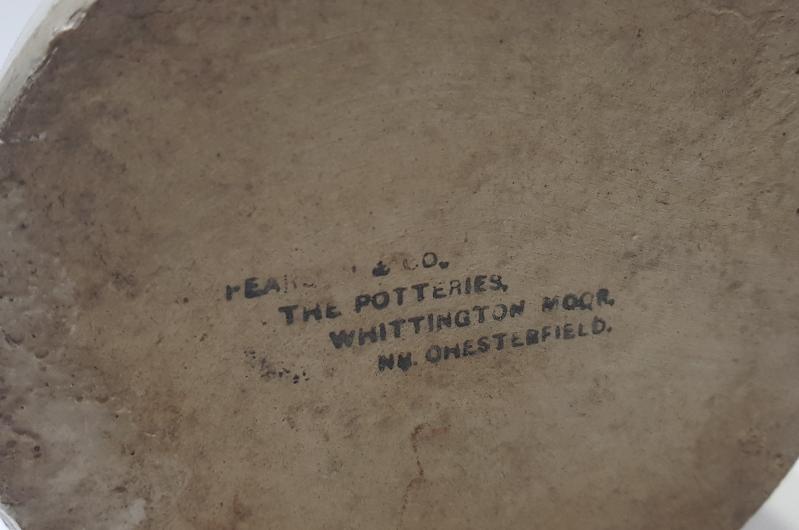 & CO.
THE POTTERIES,
WHITTINGTON MOOR,
NR. CHESTERFIELD.